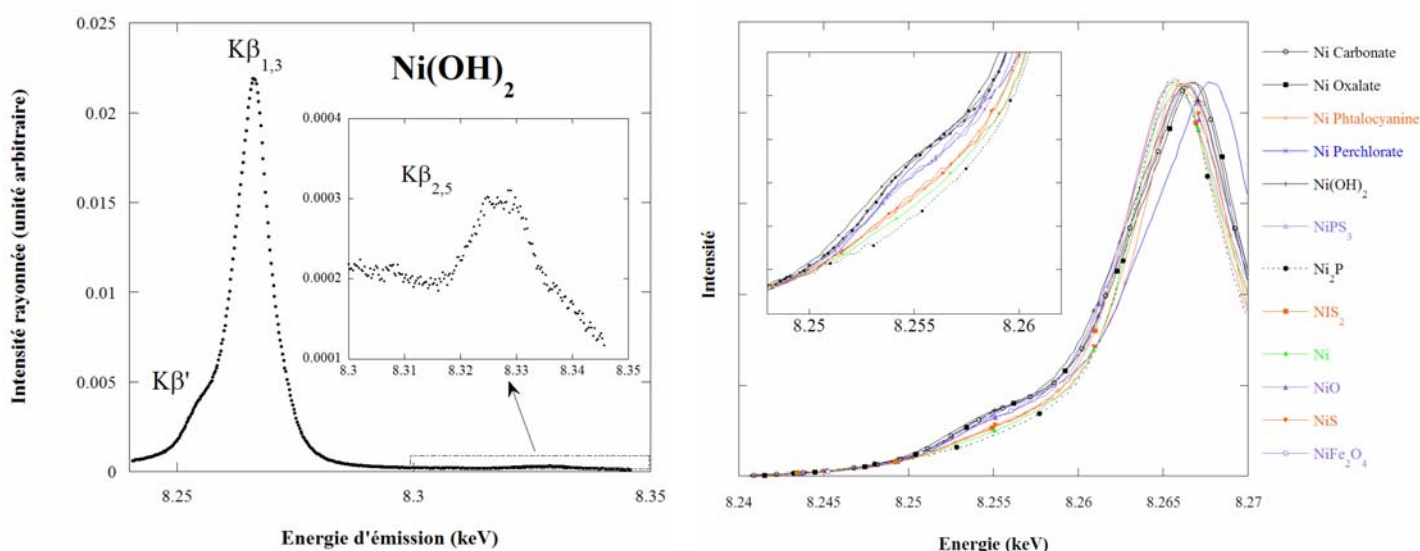 0.025
0.02
0.015
0.01
0.005
0
Intensité rayonnée (unité arbitraire)
Kβ1,3
Ni(OH)2
Kβ'
0.0004
0.0003
0.0002
0.0001
Kβ2,5
8.3 8.31 8.32 8.33 8.34 8.35
8.25 8.3 8.35
Energie d'émission (keV)
Intensité
8.25 8.255 8.26
8.24 8.245 8.25 8.255 8.26 8.265 8.27
Energie (keV)
Ni Carbonate
Ni Oxalate
Ni Phtalocyanine
Ni Perchlorate
Ni(OH)2
NiPS3
Ni2P
NIS2
Ni
NiO
NiS
NiFe2O4